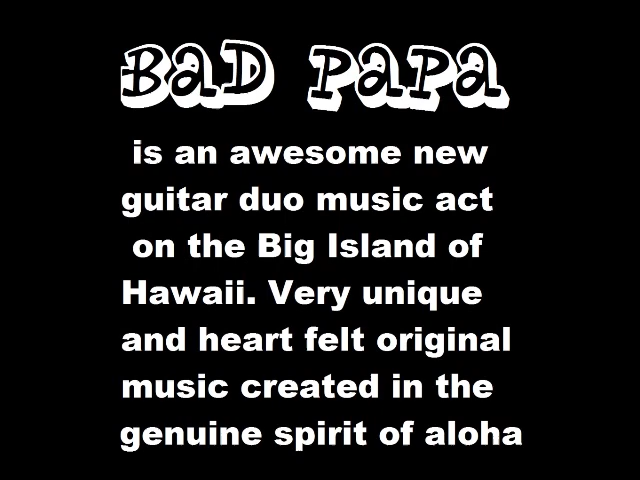 BaD PaPa
is an awesome new
guitar duo music act
on the Big Island of
Hawaii. Very unique
and heart felt original
music created in the
genuine spirit of aloha